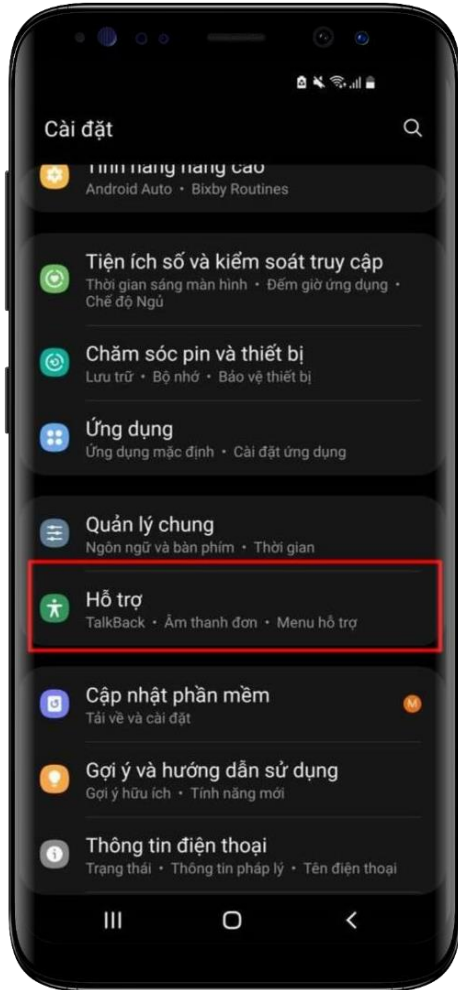 Cài đặt
Tính năng nâng cao
Android Auto • Bixby Routines
Tiện ích số và kiểm soát truy cập
Thời gian sáng màn hình • Đếm giờ ứng dụng •
Chế độ Ngủ
Chăm sóc pin và thiết bị
Lưu trữ • Bộ nhớ • Bảo vệ thiết bị
Ứng dụng
Ứng dụng mặc định • Cài đặt ứng dụng
Quản lý chung
Ngôn ngữ và bàn phím • Thời gian
Hỗ trợ
TalkBack • Âm thanh đơn • Menu hỗ trợ
Cập nhật phần mềm
Tải về và cài đặt
M
Gợi ý và hướng dẫn sử dụng
Gợi ý hữu ích • Tính năng mới
Thông tin điện thoại
Trạng thái • Thông tin pháp lý • Tên điện thoại